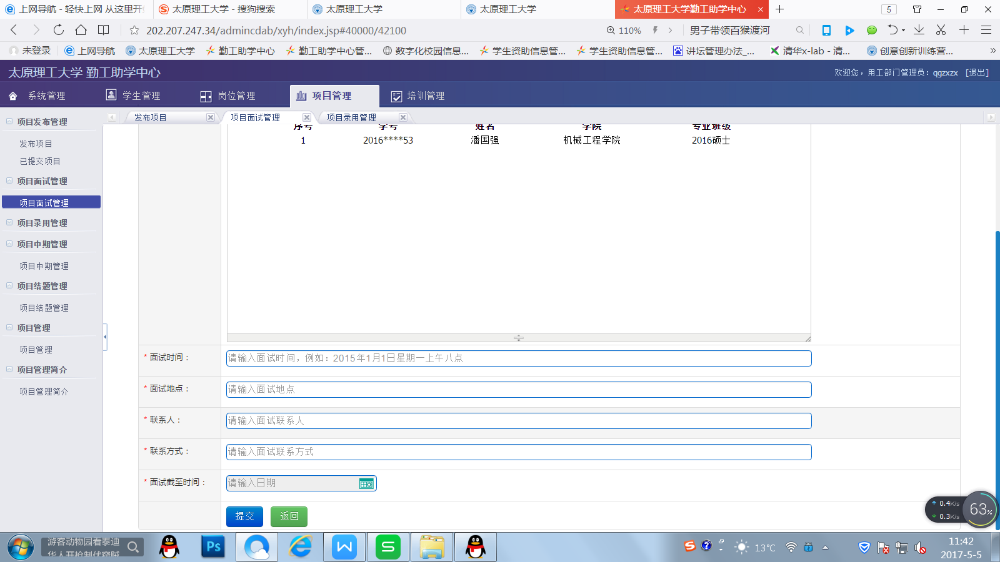 上网导航 - 轻快上网 从这里开始
太原理工大学 - 搜狗搜索
太原理工大学
太原理工大学
太原理工大学勤工助学中心
5
202.207.247.34/admincdab/xyh/index.jsp#40000/42100
110%
男子带领百猴渡河
未登录
上网导航
太原理工大学
勤工助学中心
勤工助学中心管...
数字化校园信息...
学生资助信息管...
学生资助信息管...
讲坛管理办法_...
清华x-lab - 清...
创意创新训练营...
太原理工大学 勤工助学中心
欢迎您，用工部门管理员：qgzxzx [退出]
系统管理
学生管理
岗位管理
项目管理
培训管理
发布项目
项目面试管理
项目录用管理
项目发布管理
发布项目
已提交项目
项目面试管理
项目面试管理
项目录用管理
项目中期管理
项目中期管理
项目结题管理
项目结题管理
项目管理
项目管理
项目管理简介
项目管理简介
序号 学号 姓名 学院 专业班级
1 2016****53 潘国强 机械工程学院 2016硕士
* 面试时间：
请输入面试时间，例如：2015年1月1日星期一上午八点
* 面试地点：
请输入面试地点
* 联系人：
请输入面试联系人
* 联系方式：
请输入面试联系方式
* 面试截至时间：
请输入日期
提交
返回
0.4K/s
0.3K/s
63%
游客动物园看泰迪
Ps
13℃
11:42
2017-5-5